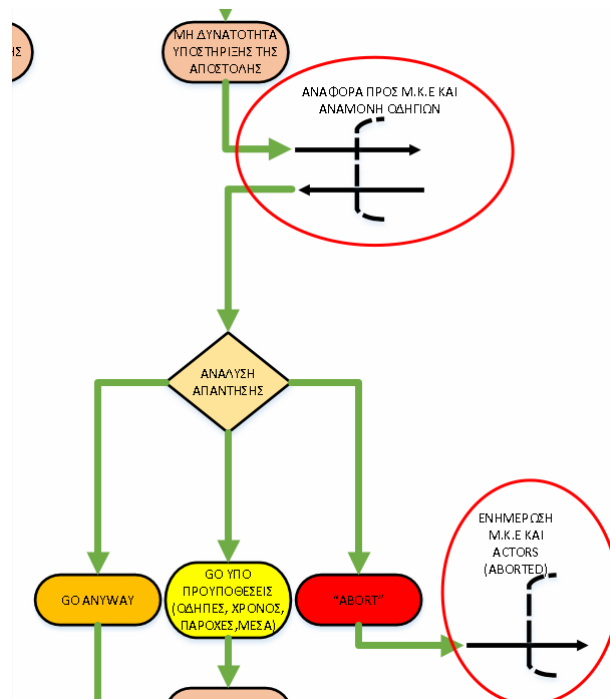 ΗΣ
ΜΗ ΔΥΝΑΤΟΤΗΤΑ
ΥΠΟΣΤΗΡΙΞΗΣ ΤΗΣ
ΑΠΟΣΤΟΛΗΣ
ΑΝΑΦΟΡΑ ΠΡΟΣ Μ.Κ.Ε ΚΑΙ
ΑΝΑΜΟΝΗ ΟΔΗΓΙΩΝ
ΑΝΑΛΥΣΗ
ΑΠΑΝΤΗΣΗΣ
ΕΝΗΜΕΡΩΣΗ
Μ.Κ.Ε ΚΑΙ
ACTORS
(ABORTED)
GO ANYWAY
GO ΥΠΟ
ΠΡΟΥΠΟΘΕΣΕΙΣ
(ΟΔΗΓΙΕΣ, ΧΡΟΝΟΣ,
ΠΑΡΟΧΕΣ,ΜΕΣΑ)
"ABORT"